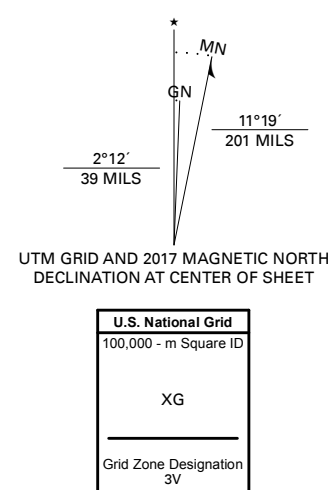 MN
GN
11°19´
201 MILS
2°12´
39 MILS
UTM GRID AND 2017 MAGNETIC NORTH
DECLINATION AT CENTER OF SHEET
U.S. National Grid
100,000 - m Square ID
XG
Grid Zone Designation
3V